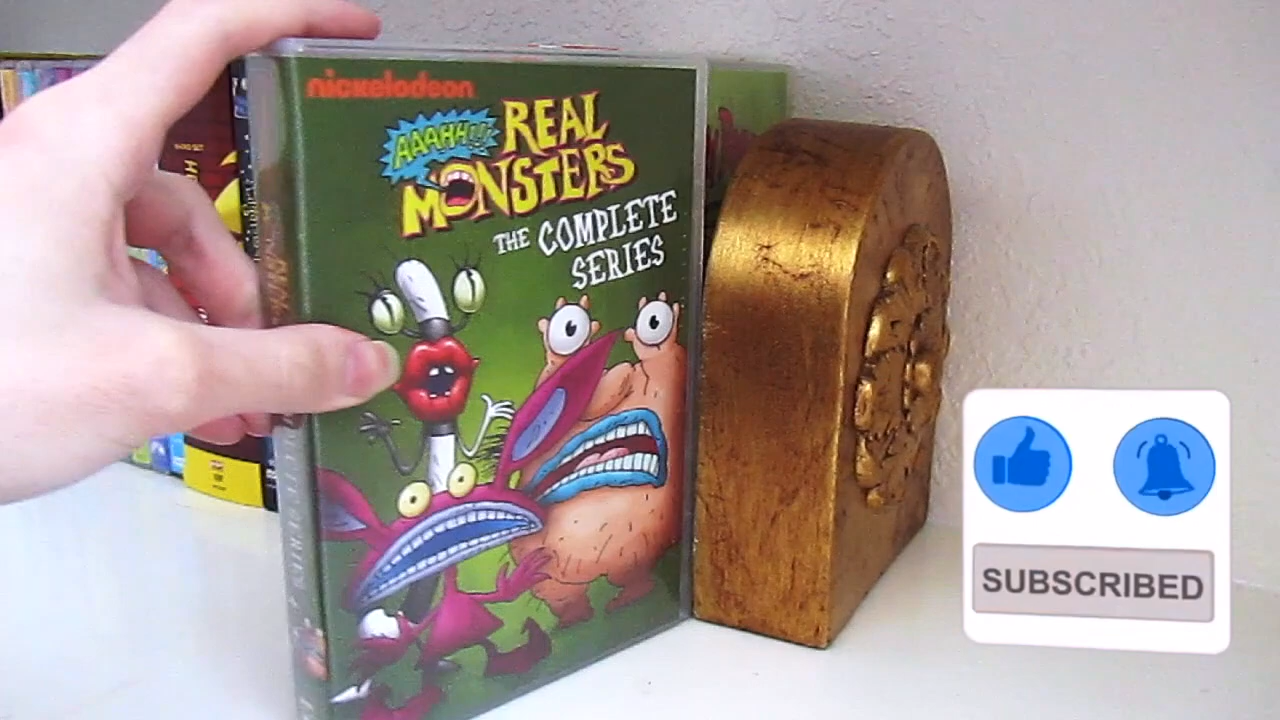 nickelodeon
AAAHH!!!
REAL
MONSTERS
THE COMPLETE
SERIES
SUBSCRIBED